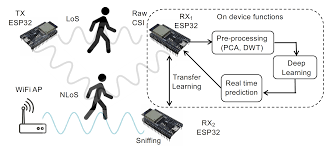 TX
ESP32
LoS
Raw
CSI
RX1
ESP32
On device functions
Pre-processing
(PCA, DWT)
Deep
Learning
Real time
prediction
Transfer
Learning
WiFi AP
NLoS
RX2
ESP32
Sniffing